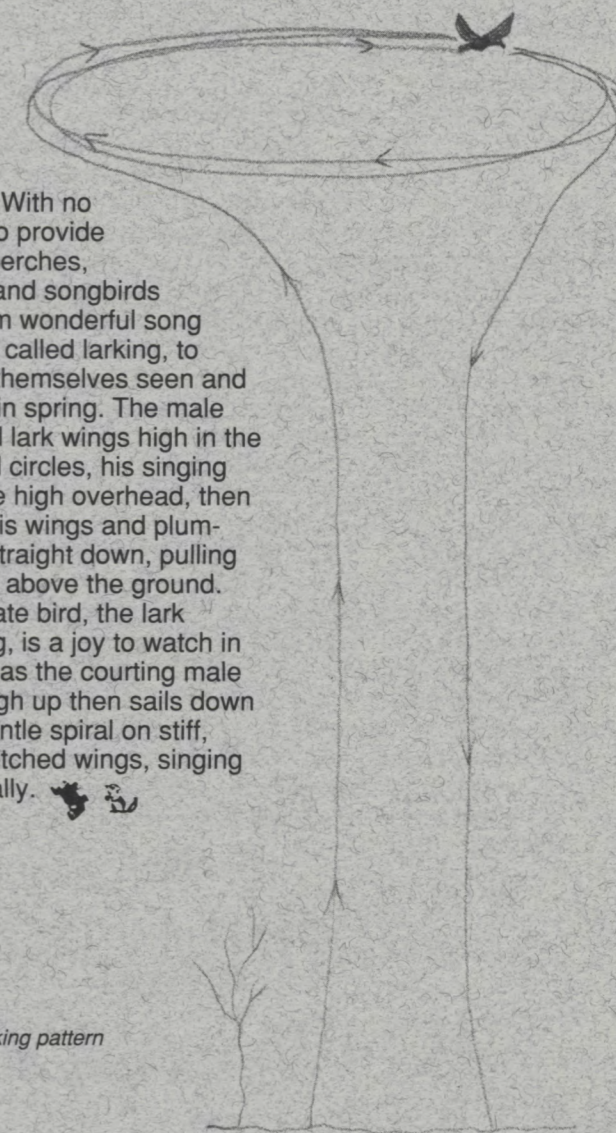 With no
o provide
erches,
and songbirds
m wonderful song
called larking, to
hemselves seen and
in spring. The male
d lark wings high in the
l circles, his singing
e high overhead, then
is wings and plum-
traight down, pulling
above the ground.
ate bird, the lark
g, is a joy to watch in
as the courting male
gh up then sails down
ntle spiral on stiff,
tched wings, singing
ally.
king pattern